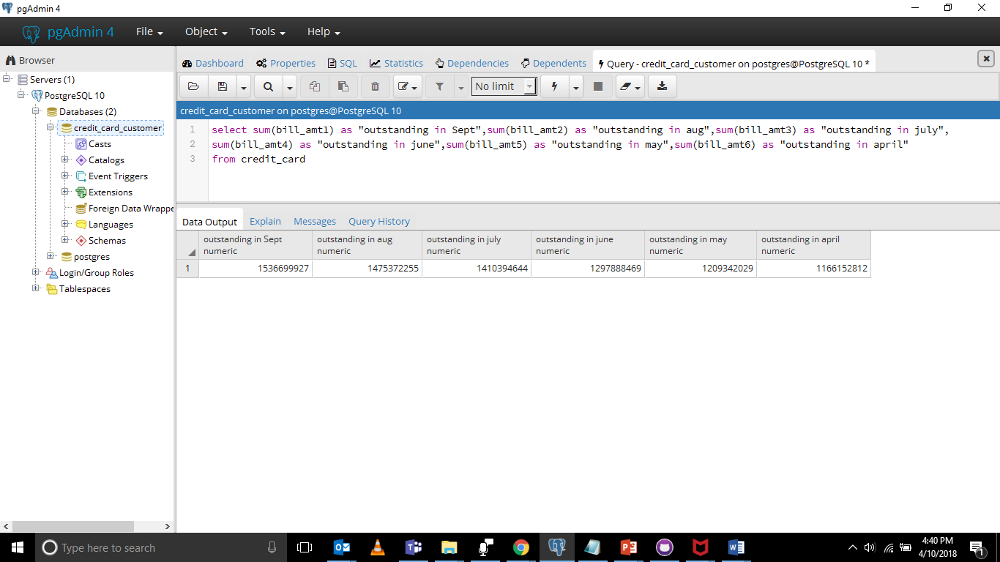 pgAdmin 4
pgAdmin 4 File Object Tools Help
Browser
Dashboard Properties SQL Statistics Dependencies Dependents Query - credit_card_customer on postgres@PostgreSQL 10 *
Servers (1)
PostgreSQL 10
Databases (2)
credit_card_customer
Casts
Catalogs
Event Triggers
Extensions
Foreign Data Wrappe
Languages
Schemas
postgres
Login/Group Roles
Tablespaces
No limit
credit_card_customer on postgres@PostgreSQL 10
1 select sum(bill_amt1) as "outstanding in Sept",sum(bill_amt2) as "outstanding in aug",sum(bill_amt3) as "outstanding in july",
2 sum(bill_amt4) as "outstanding in june",sum(bill_amt5) as "outstanding in may",sum(bill_amt6) as "outstanding in april"
3 from credit_card
Data Output Explain Messages Query History
outstanding in Sept outstanding in aug outstanding in july outstanding in june outstanding in may outstanding in april
numeric numeric numeric numeric numeric numeric
1 1536699927 1475372255 1410394644 1297888469 1209342029 1166152812
Type here to search
4:40 PM
4/10/2018
1